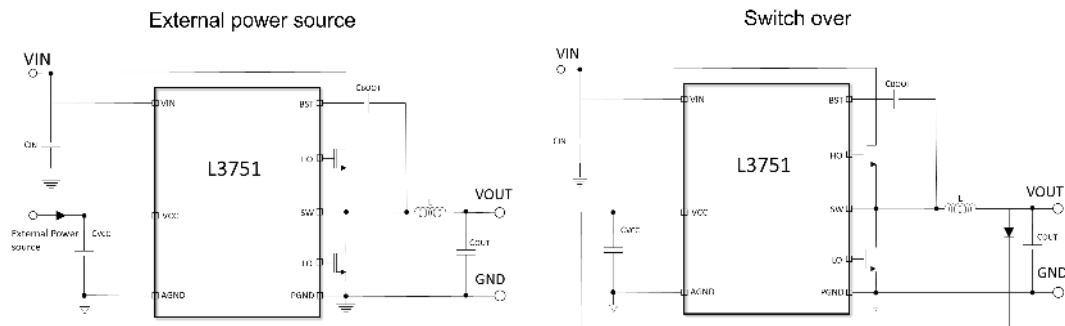 External power source
VIN
VIN
BST
CBOOT
CIN
L3751
HO
VCC
SW
L
VOUT
External Power
source
CVCC
COUT
LO
GND
AGND
PGND
Switch over
VIN
VIN
BST
CBOOT
CIN
L3751
HO
VCC
SW
L
VOUT
CVCC
COUT
LO
GND
AGND
PGND